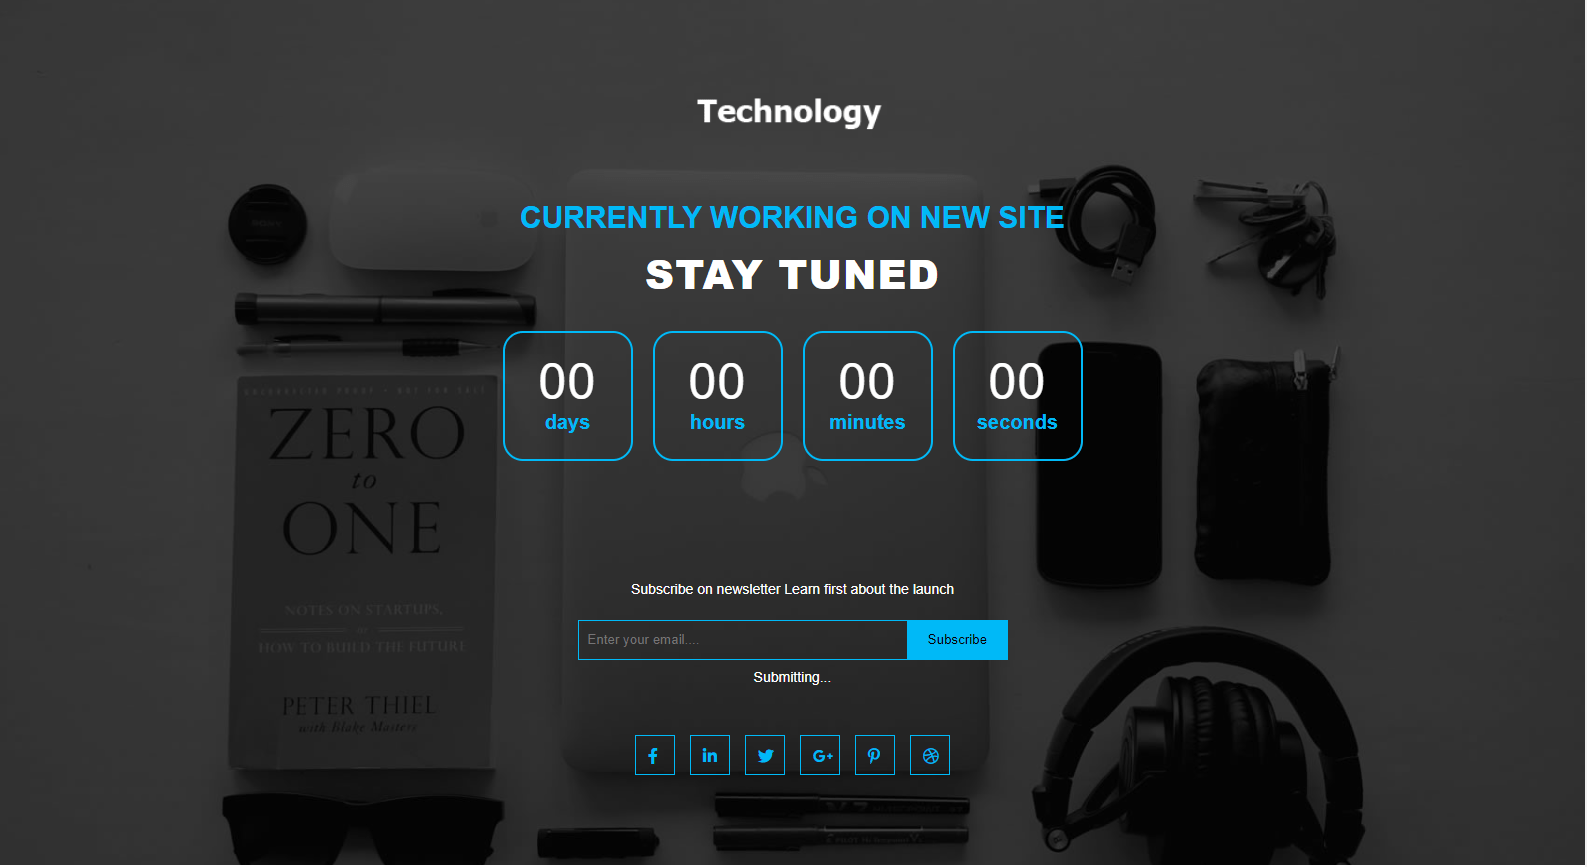 Technology
CURRENTLY WORKING ON NEW SITE
STAY TUNED
00 00 00 00
days hours minutes seconds
ZERO
to
ONE
NOTES ON STARTUPS,
OR
HOW TO BUILD THE FUTURE
PETER THIEL
with Blake Masters
Subscribe on newsletter Learn first about the launch
Enter your email.... Subscribe
Submitting...